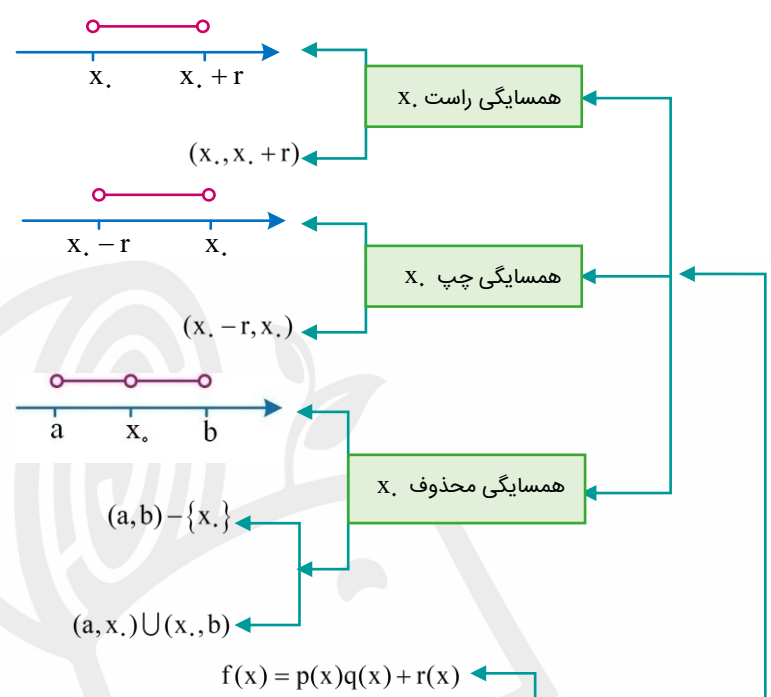 x. x. + r
همسایگی راست x.
(x., x. + r)
x. − r x.
همسایگی چپ x.
(x. − r, x.)
a x∘ b
همسایگی محذوف x.
(a, b) − {x.}
(a, x.) ∪ (x., b)
f(x) = p(x)q(x) + r(x)